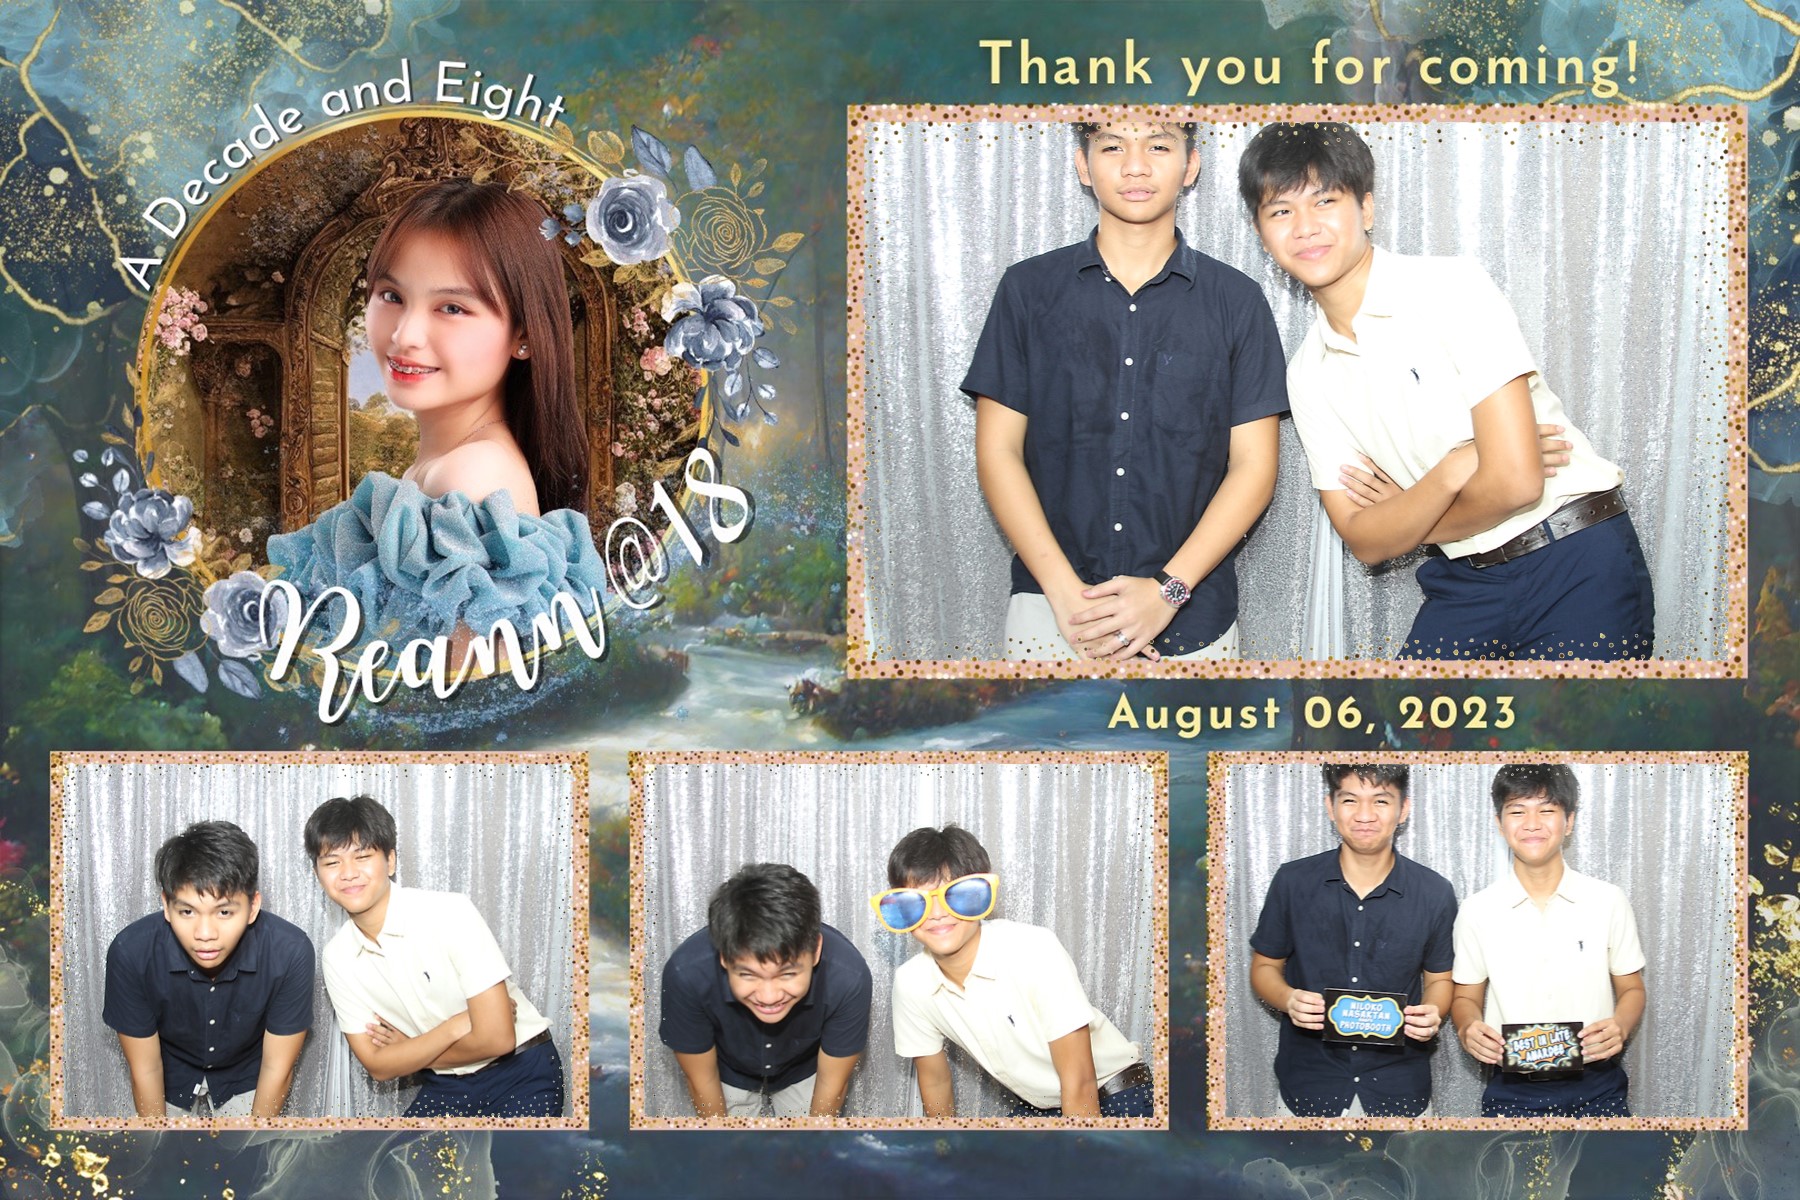 A Decade and Eight
Reann @ 18
Thank you for coming!
August 06, 2023
NILOKO
NASAKTAN
PHOTOBOOTH
BEST IN LATE
AWARDEE